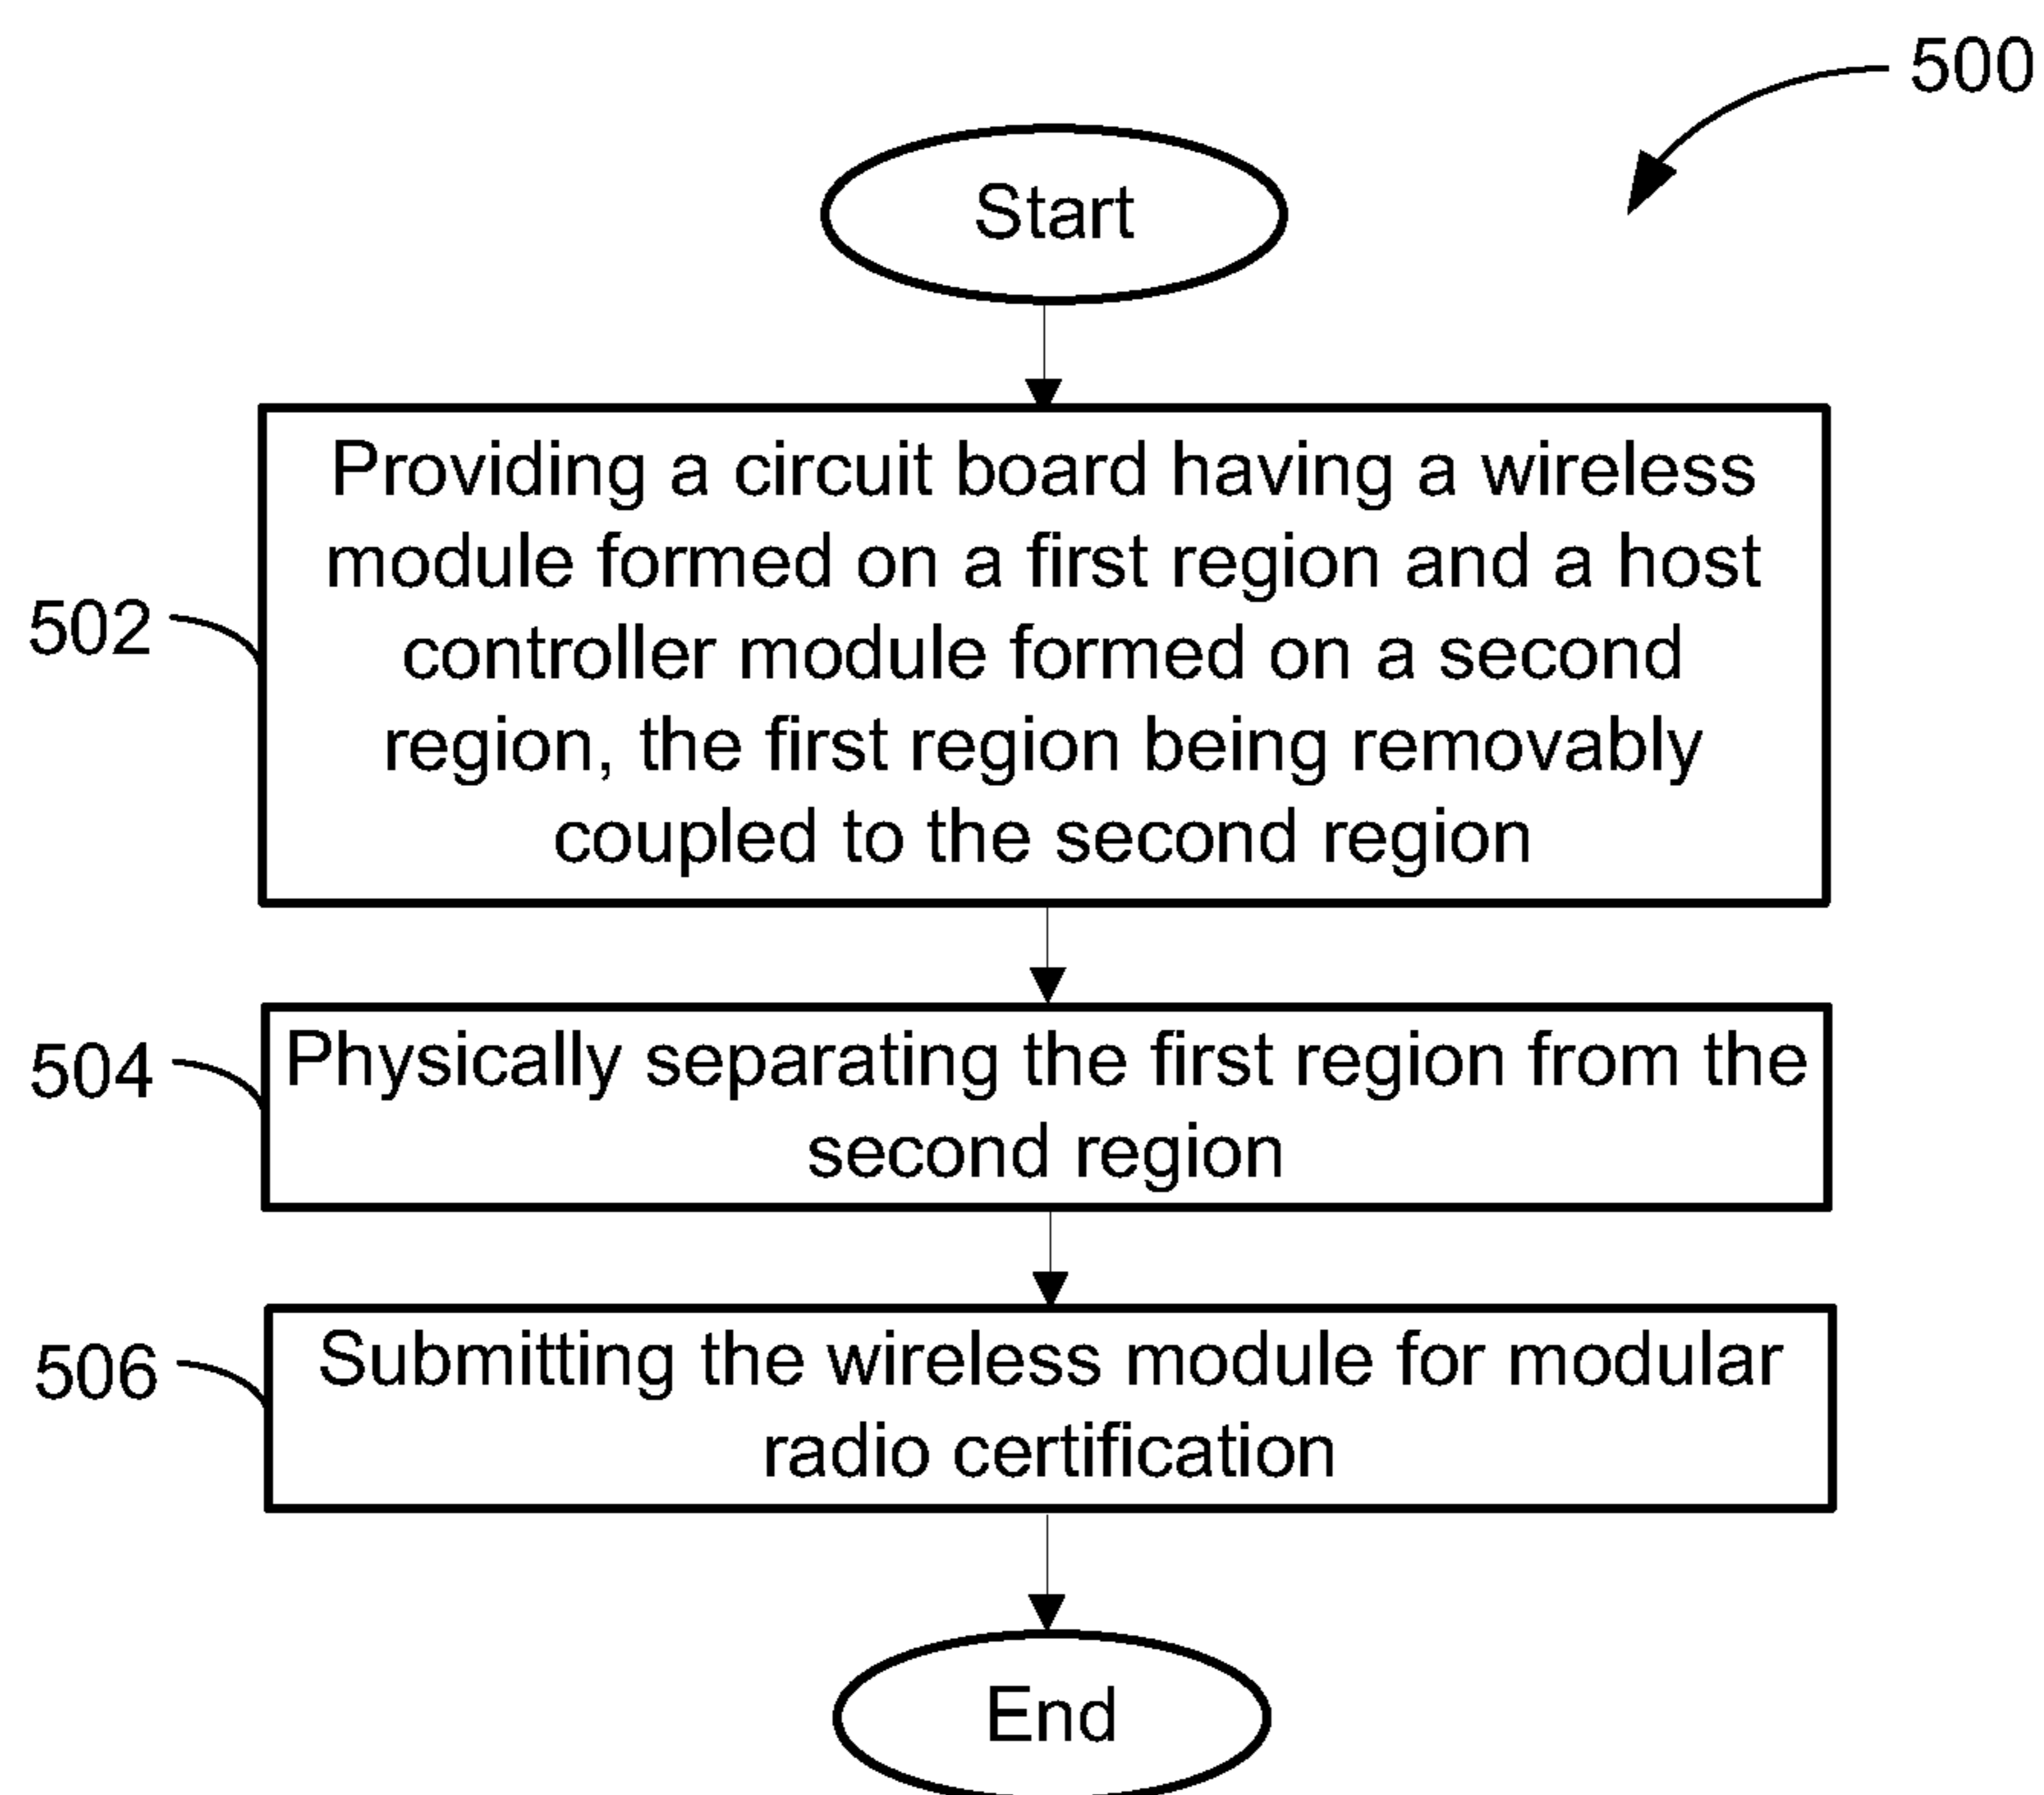 500
Start
502
Providing a circuit board having a wireless
module formed on a first region and a host
controller module formed on a second
region, the first region being removably
coupled to the second region
504
Physically separating the first region from the
second region
506
Submitting the wireless module for modular
radio certification
End